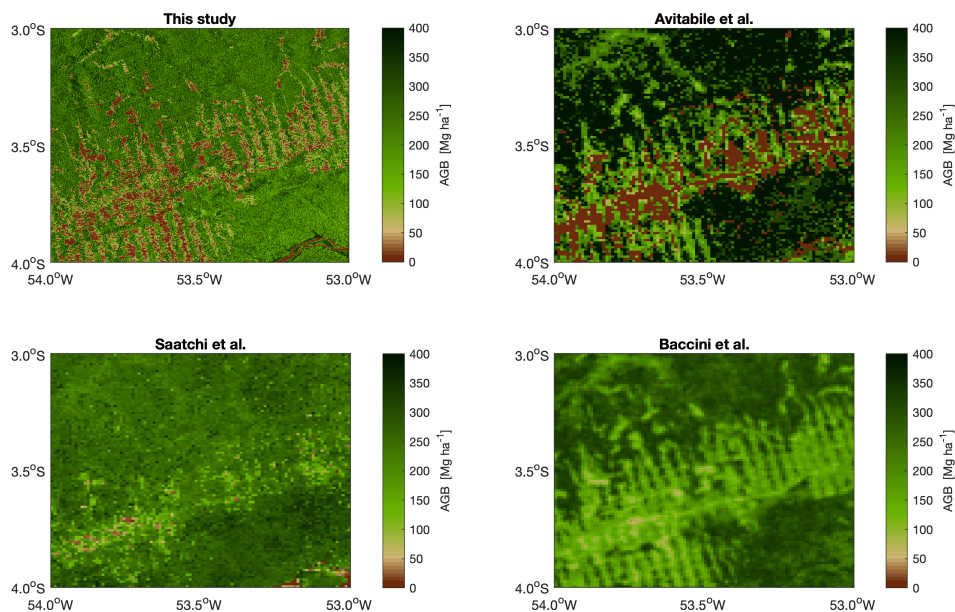 This study
3.0°S
3.5°S
4.0°S
54.0°W 53.5°W 53.0°W
400
350
300
250
200
150
100
50
0
AGB [Mg ha⁻¹]
Avitabile et al.
3.0°S
3.5°S
4.0°S
54.0°W 53.5°W 53.0°W
400
350
300
250
200
150
100
50
0
AGB [Mg ha⁻¹]
Saatchi et al.
3.0°S
3.5°S
4.0°S
54.0°W 53.5°W 53.0°W
400
350
300
250
200
150
100
50
0
AGB [Mg ha⁻¹]
Baccini et al.
3.0°S
3.5°S
4.0°S
54.0°W 53.5°W 53.0°W
400
350
300
250
200
150
100
50
0
AGB [Mg ha⁻¹]